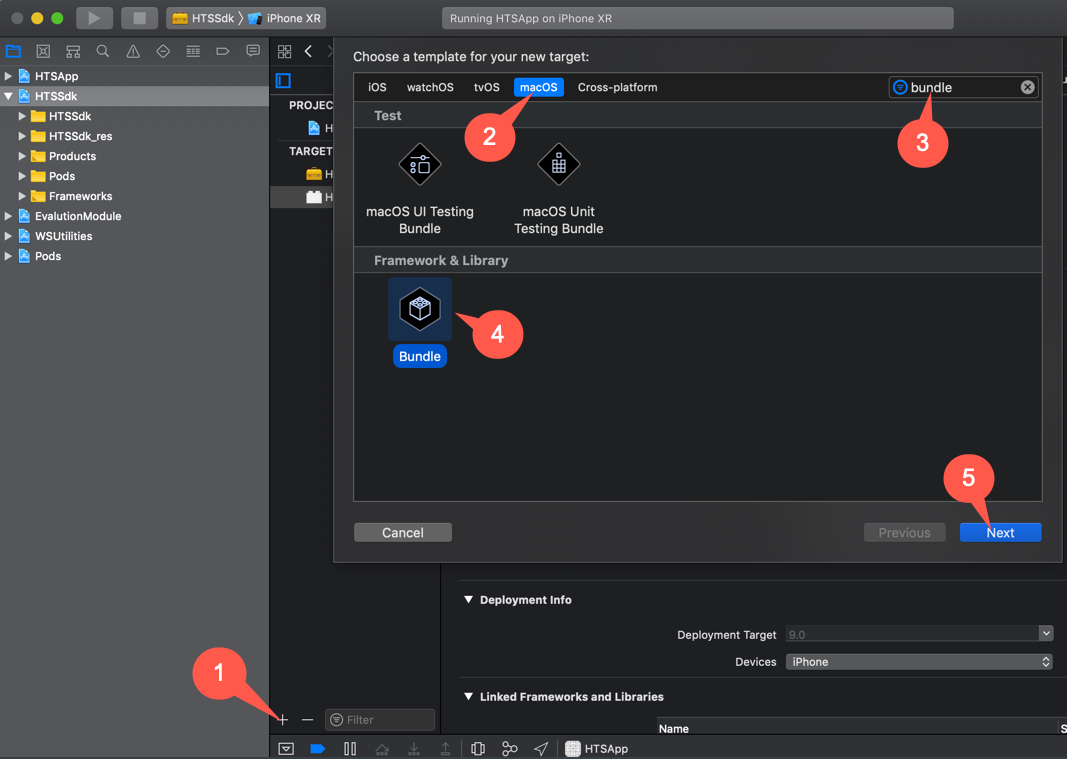 HTSSdk 〉 iPhone XR
Running HTSApp on iPhone XR
HTSApp
HTSSdk
HTSSdk
HTSSdk_res
Products
Pods
Frameworks
EvalutionModule
WSUtilities
Pods
PROJEC
H
TARGET
H
H
Choose a template for your new target:
iOS watchOS tvOS macOS Cross-platform
bundle
2
3
Test
macOS UI Testing
Bundle
macOS Unit
Testing Bundle
Framework & Library
Bundle
4
5
Cancel
Previous
Next
Deployment Info
Deployment Target 9.0
Devices iPhone
Linked Frameworks and Libraries
Name
S
1
+ − Filter
HTSApp